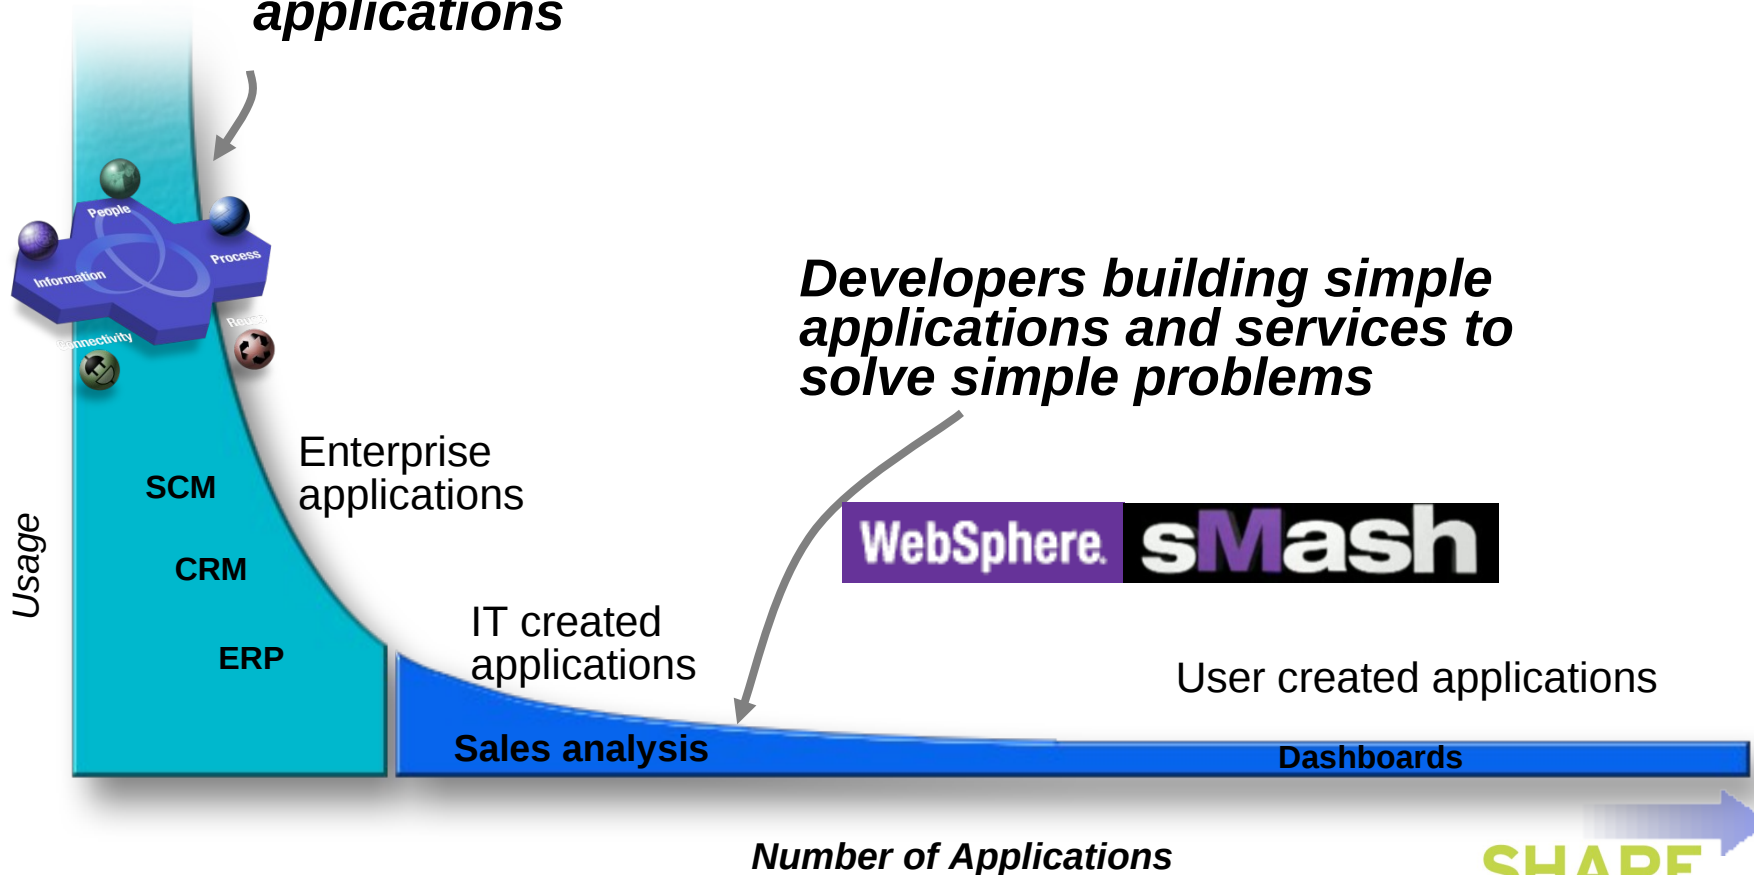 applications
People
Process
Information
Developers building simple
applications and services to
solve simple problems
Enterprise
applications
SCM
WebSphere.
sMash
Usage
CRM
IT created
applications
ERP
User created applications
Sales analysis
Dashboards
Number of Applications
SHARE